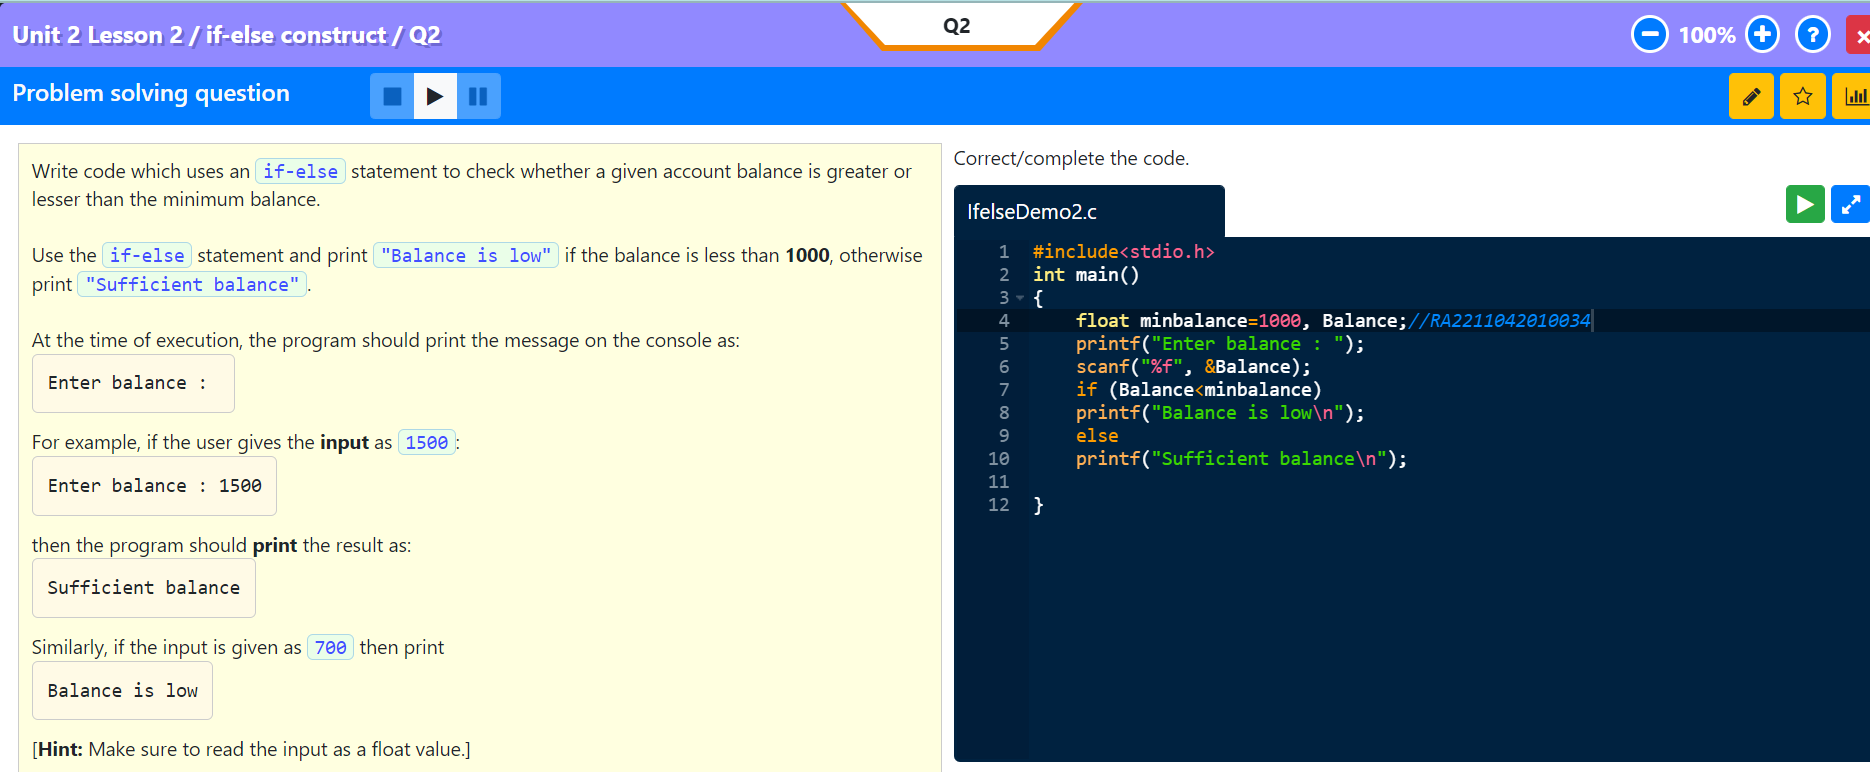 Unit 2 Lesson 2 / if-else construct / Q2
Q2
100%
?
Problem solving question
Write code which uses an if-else statement to check whether a given account balance is greater or
lesser than the minimum balance.
Use the if-else statement and print "Balance is low" if the balance is less than 1000, otherwise
print "Sufficient balance".
At the time of execution, the program should print the message on the console as:
Enter balance :
For example, if the user gives the input as 1500:
Enter balance : 1500
then the program should print the result as:
Sufficient balance
Similarly, if the input is given as 700 then print
Balance is low
[Hint: Make sure to read the input as a float value.]
Correct/complete the code.
IfelseDemo2.c
1 #include<stdio.h>
2 int main()
3 {
4 float minbalance=1000, Balance;//RA2211042010034
5 printf("Enter balance : ");
6 scanf("%f", &Balance);
7 if (Balance<minbalance)
8 printf("Balance is low\n");
9 else
10 printf("Sufficient balance\n");
11
12 }